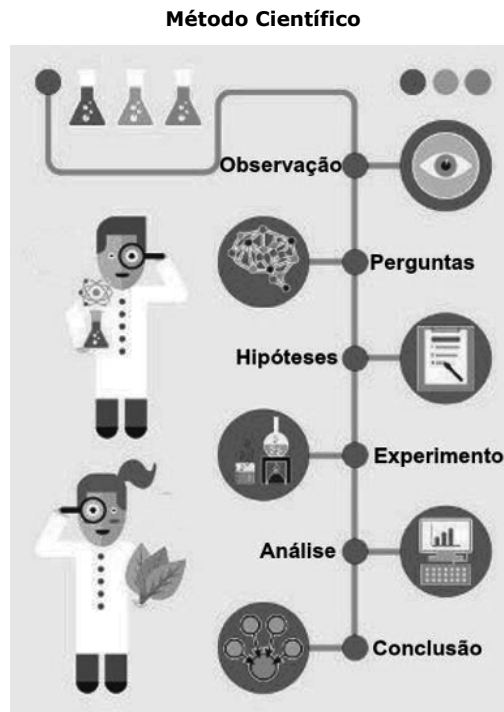 Método Científico
Observação
Perguntas
Hipóteses
Experimento
Análise
Conclusão